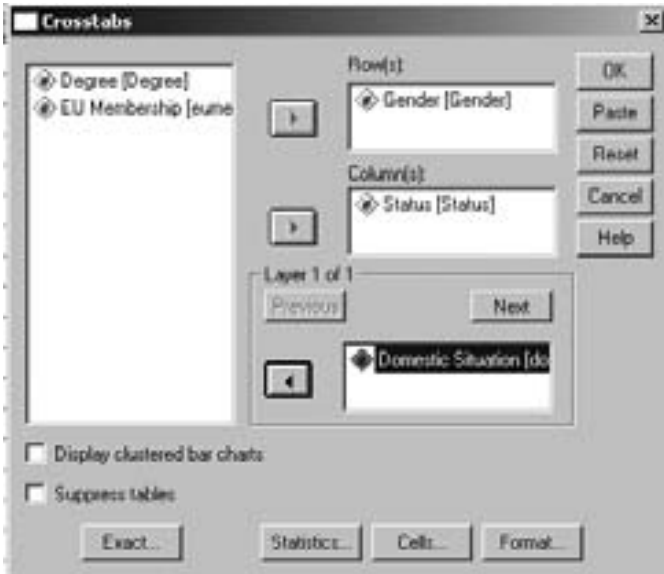 Crosstabs
Degree [Degree]
EU Membership [eume
Row(s):
Gender [Gender]
Column(s):
Status [Status]
Layer 1 of 1
Previous
Next
Domestic Situation [do
OK
Paste
Reset
Cancel
Help
Display clustered bar charts
Suppress tables
Exact...
Statistics...
Cells...
Format...